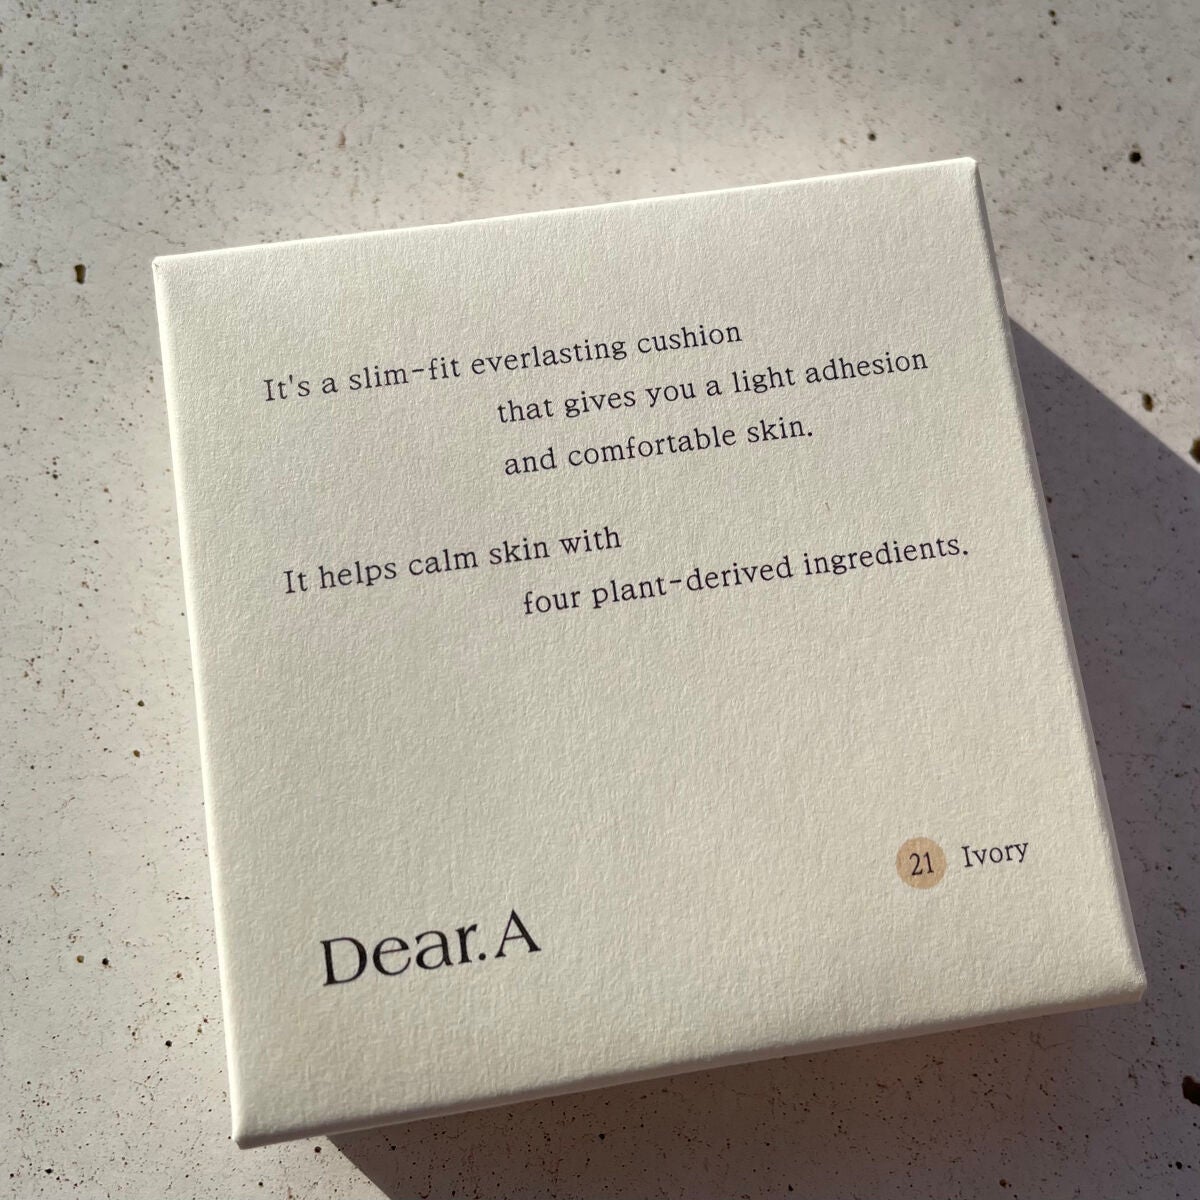 It's a slim-fit everlasting cushion
that gives you a light adhesion
and comfortable skin.
It helps calm skin with
four plant-derived ingredients.
21 Ivory
Dear.A